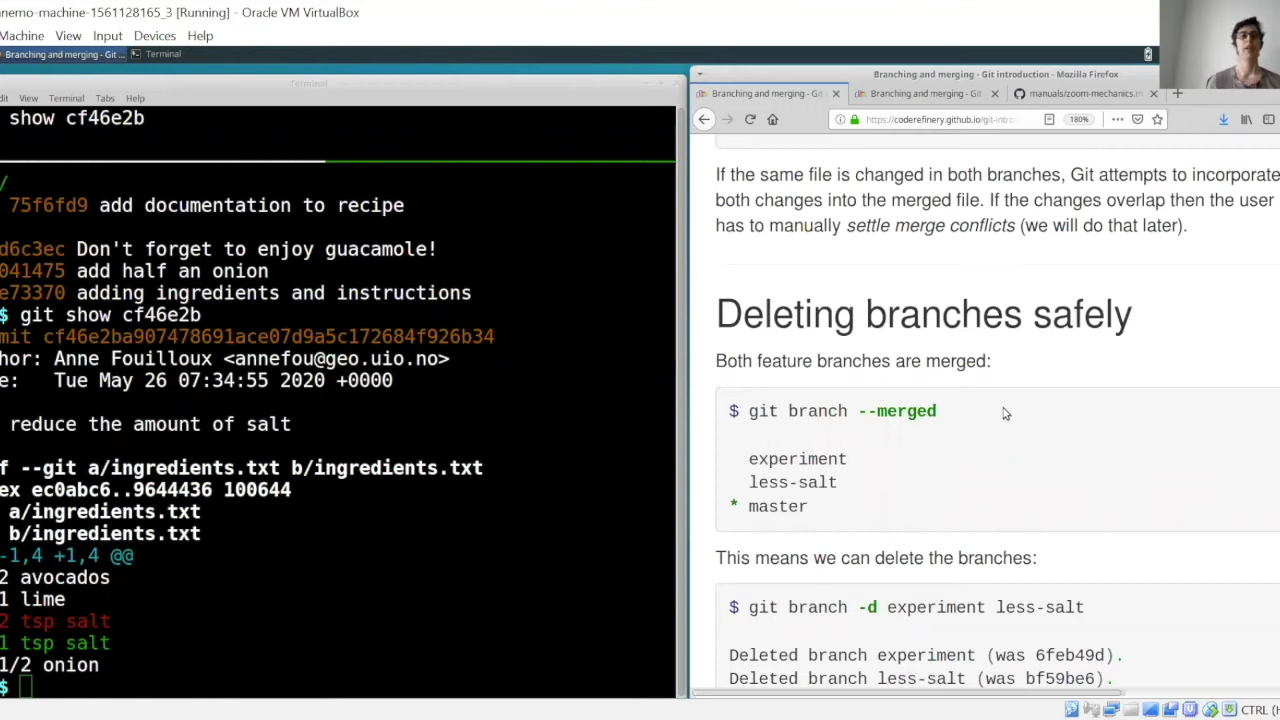 nnemo-machine-1561128165_3 [Running] - Oracle VM VirtualBox
Machine View Input Devices Help
Branching and merging - Git ... Terminal
Terminal
dit View Terminal Tabs Help
show cf46e2b
/
75f6fd9 add documentation to recipe
d6c3ec Don't forget to enjoy guacamole!
041475 add half an onion
e73370 adding ingredients and instructions
$ git show cf46e2b
mit cf46e2ba907478691ace07d9a5c172684f926b34
hor: Anne Fouilloux <annefou@geo.uio.no>
e: Tue May 26 07:34:55 2020 +0000
reduce the amount of salt
f --git a/ingredients.txt b/ingredients.txt
ex ec0abc6..9644436 100644
a/ingredients.txt
b/ingredients.txt
-1,4 +1,4 @@
2 avocados
1 lime
2 tsp salt
1 tsp salt
1/2 onion
$
Branching and merging - Git introduction - Mozilla Firefox
Branching and merging - Git Branching and merging - Git manuals/zoom-mechanics.m
https://coderefinery.github.io/git-intro 180%
If the same file is changed in both branches, Git attempts to incorporate
both changes into the merged file. If the changes overlap then the user
has to manually settle merge conflicts (we will do that later).
Deleting branches safely
Both feature branches are merged:
$ git branch --merged
experiment
less-salt
* master
This means we can delete the branches:
$ git branch -d experiment less-salt
Deleted branch experiment (was 6feb49d).
Deleted branch less-salt (was bf59be6).
CTRL (